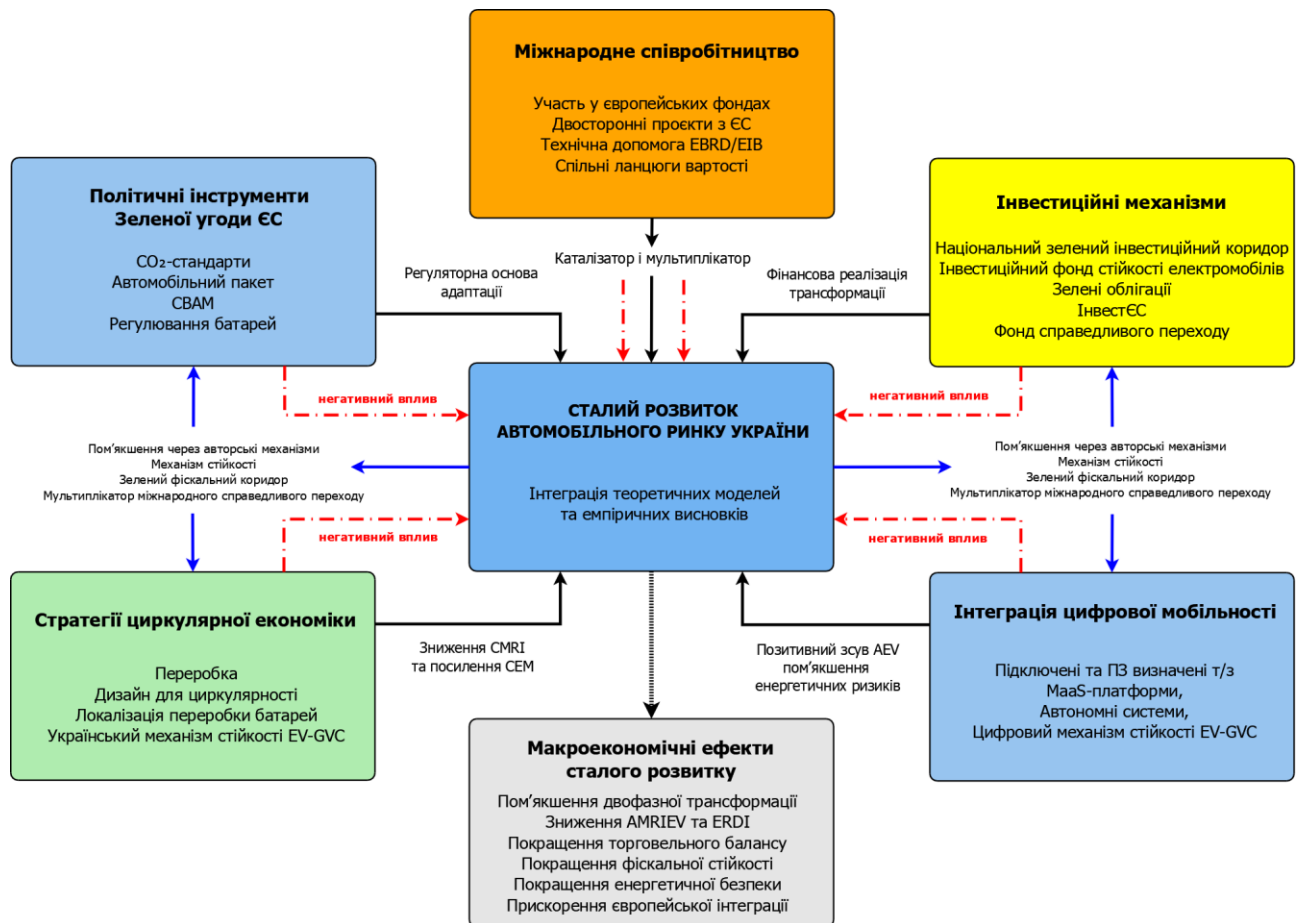 Міжнародне співробітництво
Участь у європейських фондах
Двосторонні проєкти з ЄС
Технічна допомога EBRD/EIB
Спільні ланцюги вартості
Політичні інструменти
Зеленої угоди ЄС
CO₂-стандарти
Автомобільний пакет
CBAM
Регулювання батарей
Інвестиційні механізми
Національний зелений інвестиційний коридор
Інвестиційний фонд стійкості електромобілів
Зелені облігації
ІнвестЄС
Фонд справедливого переходу
Регуляторна основа
адаптації
Каталізатор і мультиплікатор
Фінансова реалізація
трансформації
негативний вплив
негативний вплив
СТАЛИЙ РОЗВИТОК
АВТОМОБІЛЬНОГО РИНКУ УКРАЇНИ
Інтеграція теоретичних моделей
та емпіричних висновків
Пом’якшення через авторські механізми
Механізм стійкості
Зелений фіскальний коридор
Мультиплікатор міжнародного справедливого переходу
Пом’якшення через авторські механізми
Механізм стійкості
Зелений фіскальний коридор
Мультиплікатор міжнародного справедливого переходу
негативний вплив
негативний вплив
Стратегії циркулярної економіки
Переробка
Дизайн для циркулярності
Локалізація переробки батарей
Український механізм стійкості EV-GVC
Зниження CMRI
та посилення CEM
Позитивний зсув AEV
пом’якшення
енергетичних ризиків
Інтеграція цифрової мобільності
Підключені та ПЗ визначені т/з
MaaS-платформи,
Автономні системи,
Цифровий механізм стійкості EV-GVC
Макроекономічні ефекти
сталого розвитку
Пом’якшення двофазної трансформації
Зниження AMRIEV та ERDI
Покращення торговельного балансу
Покращення фіскальної стійкості
Покращення енергетичної безпеки
Прискорення європейської інтеграції